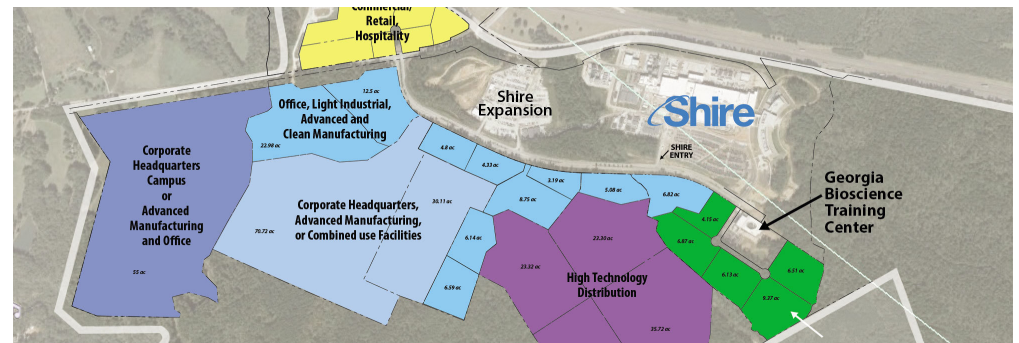 Commercial/
Retail,
Hospitality
12.5 ac
Office, Light Industrial,
Advanced and
Clean Manufacturing
22.98 ac
Shire
Expansion
Shire
SHIRE
ENTRY
Corporate
Headquarters
Campus
or
Advanced
Manufacturing
and Office
55 ac
4.8 ac
4.33 ac
3.19 ac
5.08 ac
6.82 ac
8.75 ac
30.11 ac
Corporate Headquarters,
Advanced Manufacturing,
or Combined use Facilities
70.72 ac
6.14 ac
6.59 ac
23.30 ac
23.32 ac
High Technology
Distribution
35.72 ac
4.15 ac
6.87 ac
6.13 ac
6.51 ac
9.37 ac
Georgia
Bioscience
Training
Center